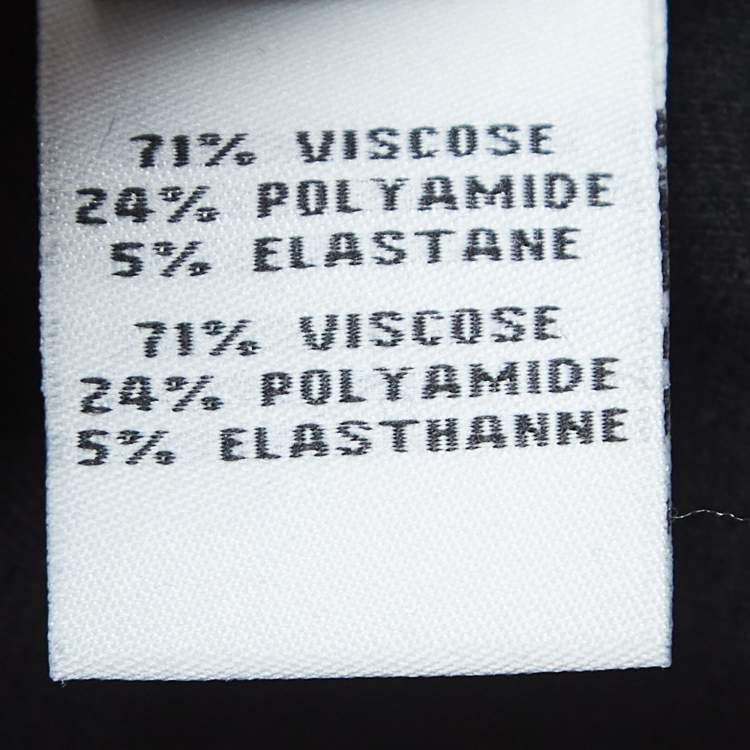 71% VISCOSE
24% POLYAMIDE
5% ELASTANE
71% VISCOSE
24% POLYAMIDE
5% ELASTHANNE